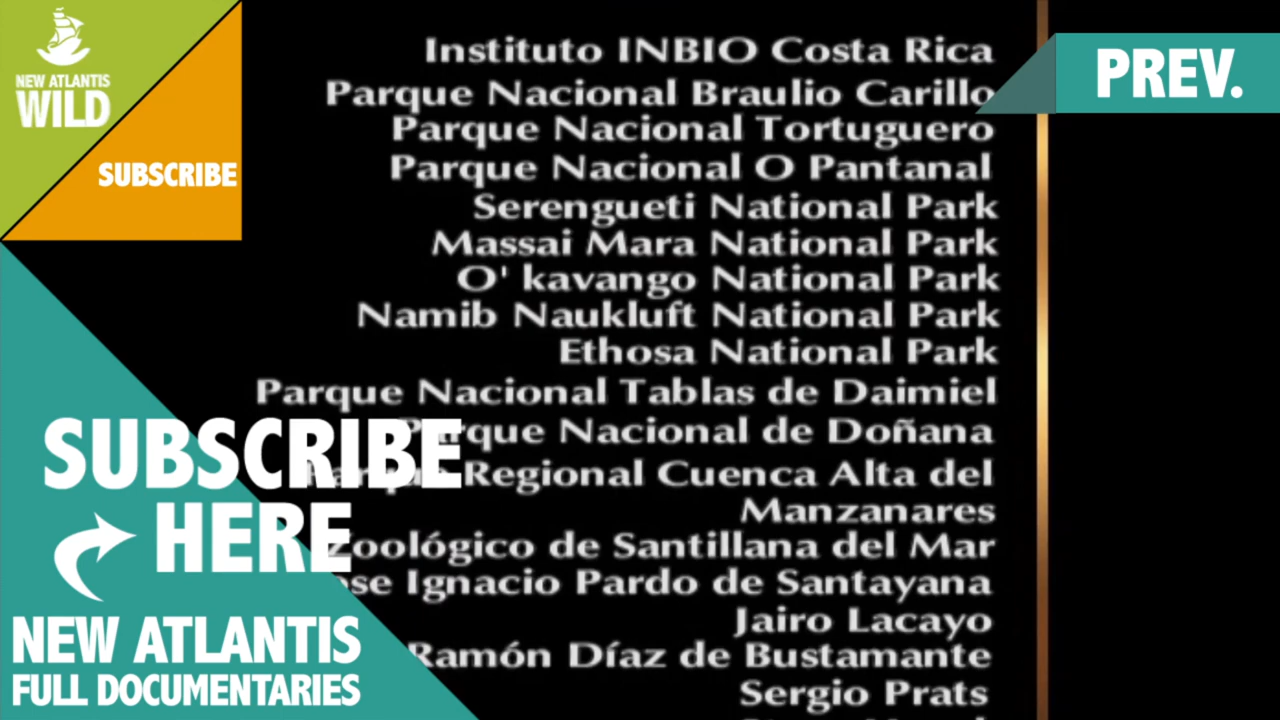 NEW ATLANTIS
WILD
SUBSCRIBE
PREV.
Instituto INBIO Costa Rica
Parque Nacional Braulio Carillo
Parque Nacional Tortuguero
Parque Nacional O Pantanal
Serengueti National Park
Massai Mara National Park
O' kavango National Park
Namib Naukluft National Park
Ethosa National Park
Parque Nacional Tablas de Daimiel
Parque Nacional de Doñana
Parque Regional Cuenca Alta del
Manzanares
Zoológico de Santillana del Mar
Ignacio Pardo de Santayana
Jairo Lacayo
Ramón Díaz de Bustamante
Sergio Prats
SUBSCRIBE
HERE
NEW ATLANTIS
FULL DOCUMENTARIES